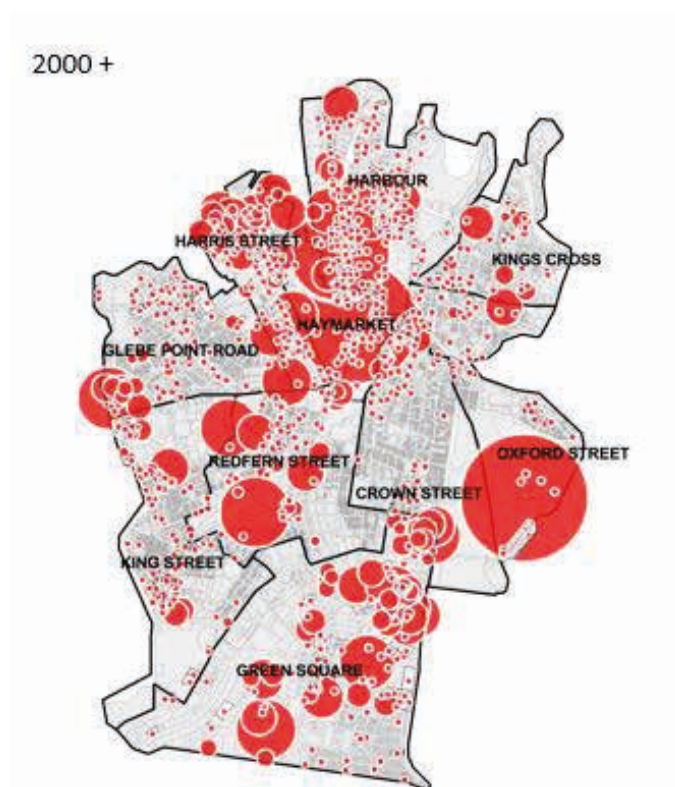 2000 +
HARBOUR
HARRIS STREET
KINGS CROSS
HAYMARKET
GLEBE POINT ROAD
OXFORD STREET
REDFERN STREET
CROWN STREET
KING STREET
GREEN SQUARE